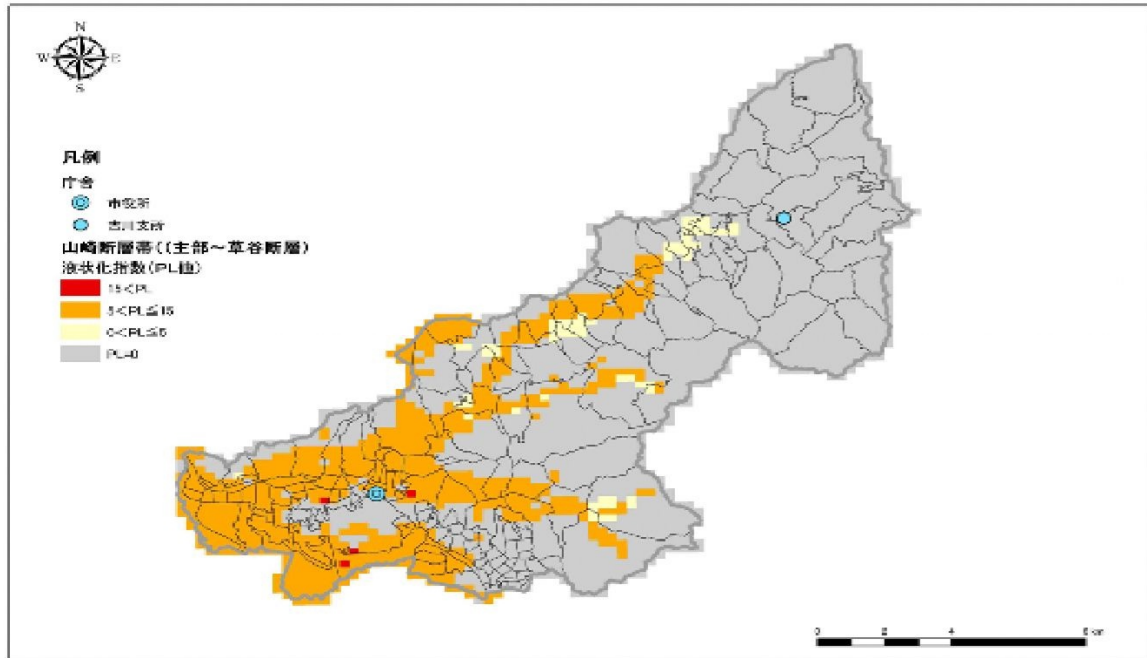 N
W E
S
凡例
庁舎
市役所
吉川支所
山崎断層帯((主部～草谷断層)
液状化指数(PL値)
15<PL
5<PL≦15
0<PL≦5
PL=0
0 2 4 8 km